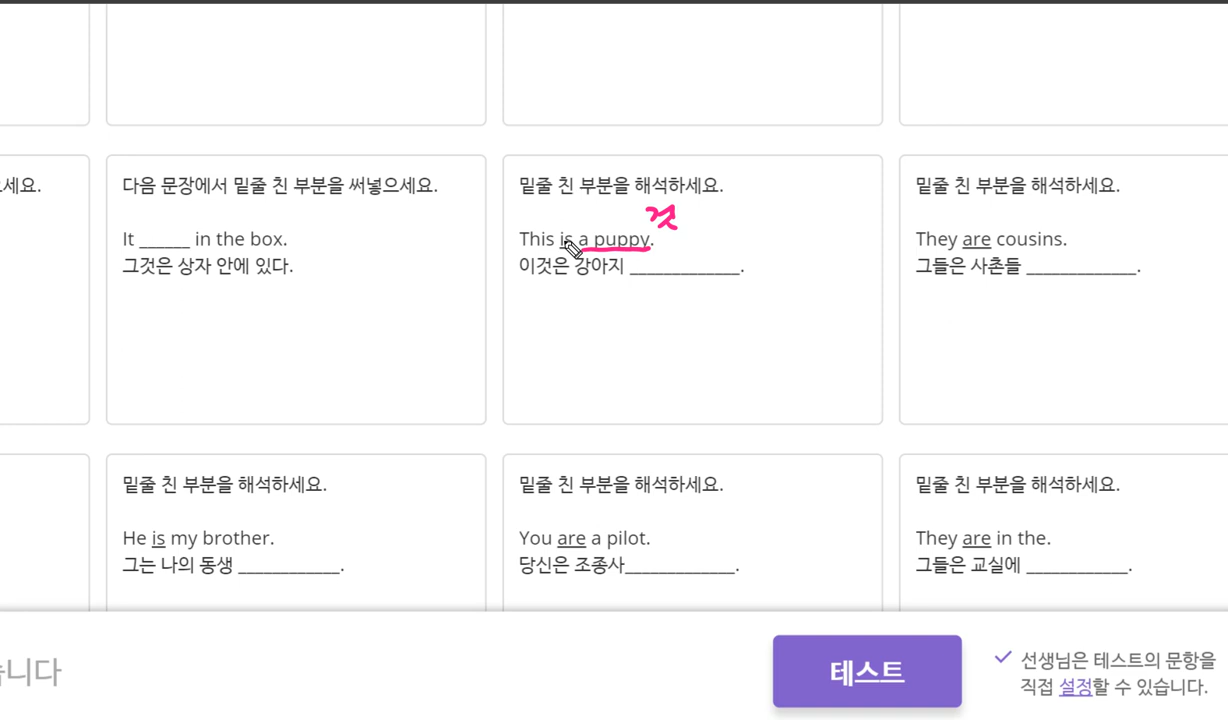 세요.
다음 문장에서 밑줄 친 부분을 써넣으세요.
It ______ in the box.
그것은 상자 안에 있다.
밑줄 친 부분을 해석하세요.
것
This is a puppy.
이것은 강아지 _____________.
밑줄 친 부분을 해석하세요.
They are cousins.
그들은 사촌들 _____________.
밑줄 친 부분을 해석하세요.
He is my brother.
그는 나의 동생 ____________.
밑줄 친 부분을 해석하세요.
You are a pilot.
당신은 조종사_____________.
밑줄 친 부분을 해석하세요.
They are in the.
그들은 교실에 ____________.
습니다
테스트
선생님은 테스트의 문항을
직접 설정할 수 있습니다.